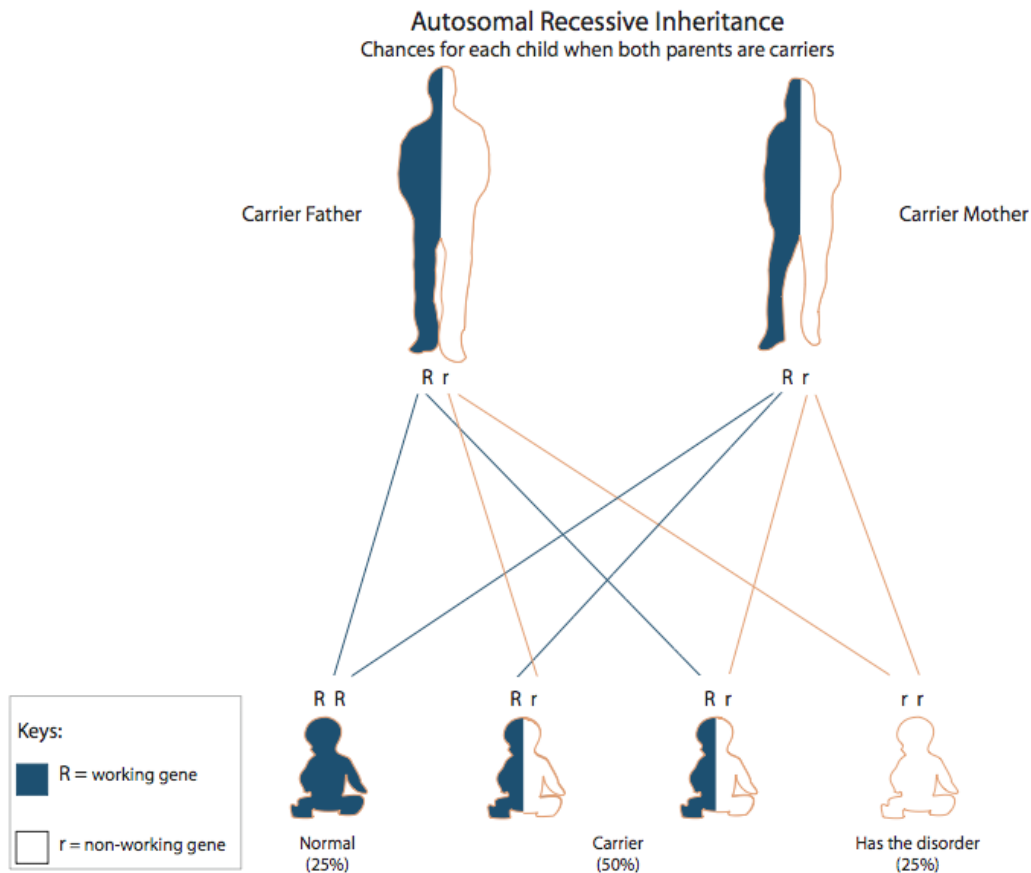 Autosomal Recessive Inheritance
Chances for each child when both parents are carriers
Carrier Father
Carrier Mother
R r
R r
R R
R r
R r
r r
Keys:
R = working gene
r = non-working gene
Normal
(25%)
Carrier
(50%)
Has the disorder
(25%)